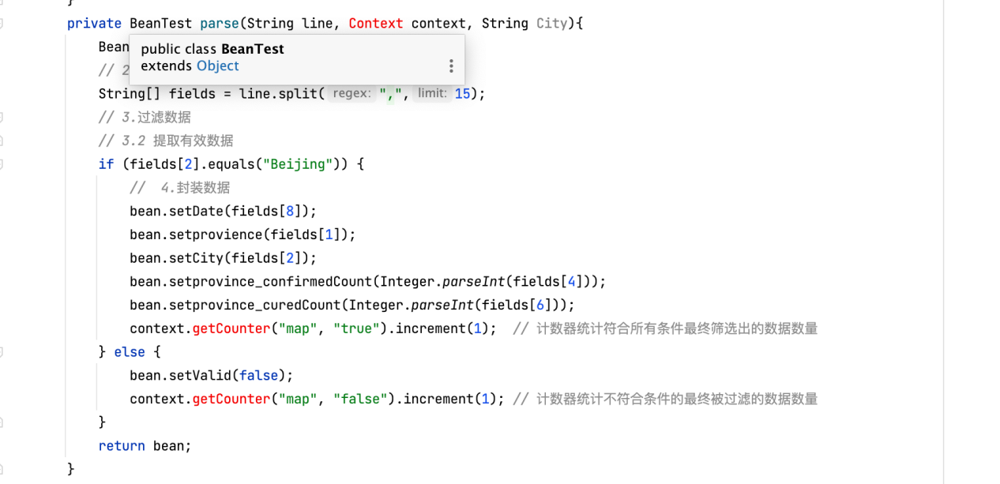 }
private BeanTest parse(String line, Context context, String City){
Bean
public class BeanTest
extends Object
// 2
String[] fields = line.split( regex: ",", limit: 15);
// 3.过滤数据
// 3.2 提取有效数据
if (fields[2].equals("Beijing")) {
//  4.封装数据
bean.setDate(fields[8]);
bean.setprovience(fields[1]);
bean.setCity(fields[2]);
bean.setprovince_confirmedCount(Integer.parseInt(fields[4]));
bean.setprovince_curedCount(Integer.parseInt(fields[6]));
context.getCounter("map", "true").increment(1);  // 计数器统计符合所有条件最终筛选出的数据数量
} else {
bean.setValid(false);
context.getCounter("map", "false").increment(1); // 计数器统计不符合条件的最终被过滤的数据数量
}
return bean;
}